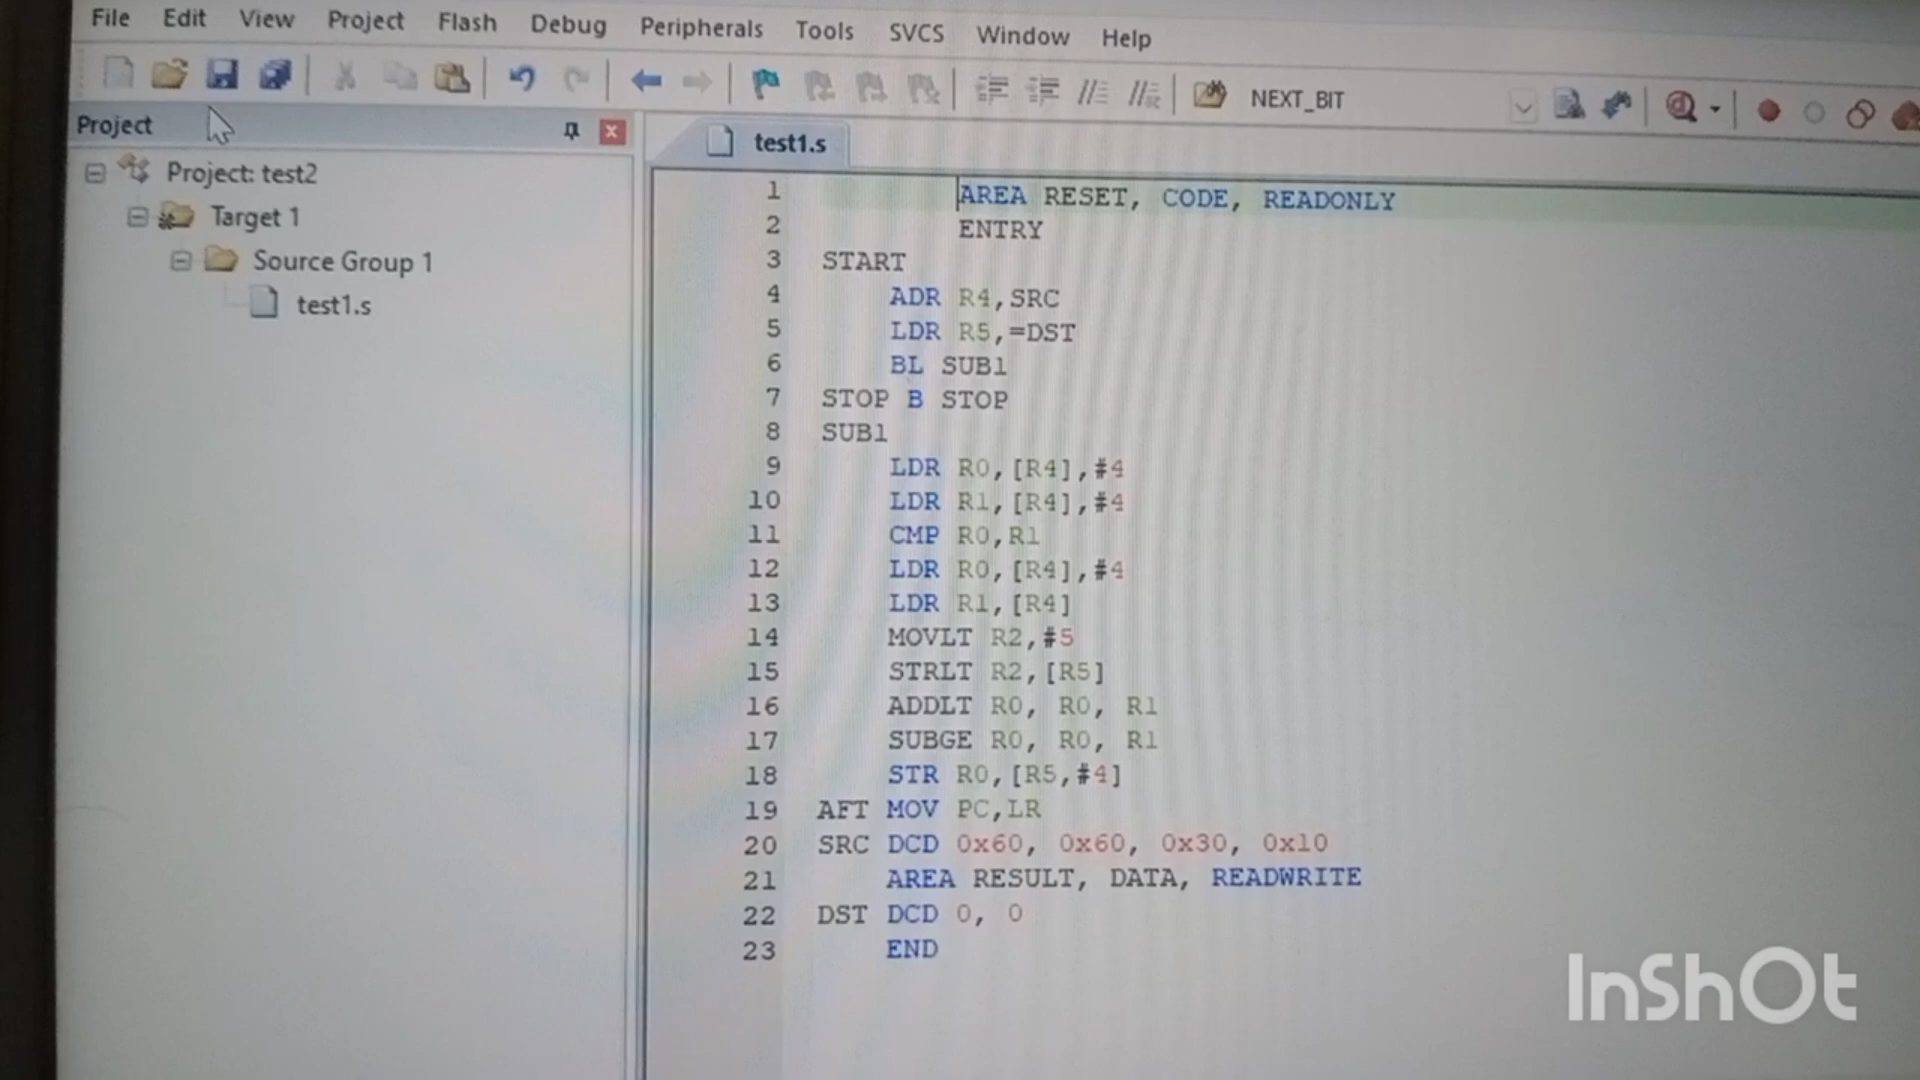 File Edit View Project Flash Debug Peripherals Tools SVCS Window Help
NEXT_BIT
Project
Project: test2
Target 1
Source Group 1
test1.s
test1.s
1 AREA RESET, CODE, READONLY
2 ENTRY
3 START
4 ADR R4,SRC
5 LDR R5,=DST
6 BL SUB1
7 STOP B STOP
8 SUB1
9 LDR R0,[R4],#4
10 LDR R1,[R4],#4
11 CMP R0,R1
12 LDR R0,[R4],#4
13 LDR R1,[R4]
14 MOVLT R2,#5
15 STRLT R2,[R5]
16 ADDLT R0, R0, R1
17 SUBGE R0, R0, R1
18 STR R0,[R5,#4]
19 AFT MOV PC,LR
20 SRC DCD 0x60, 0x60, 0x30, 0x10
21 AREA RESULT, DATA, READWRITE
22 DST DCD 0, 0
23 END
InShOt